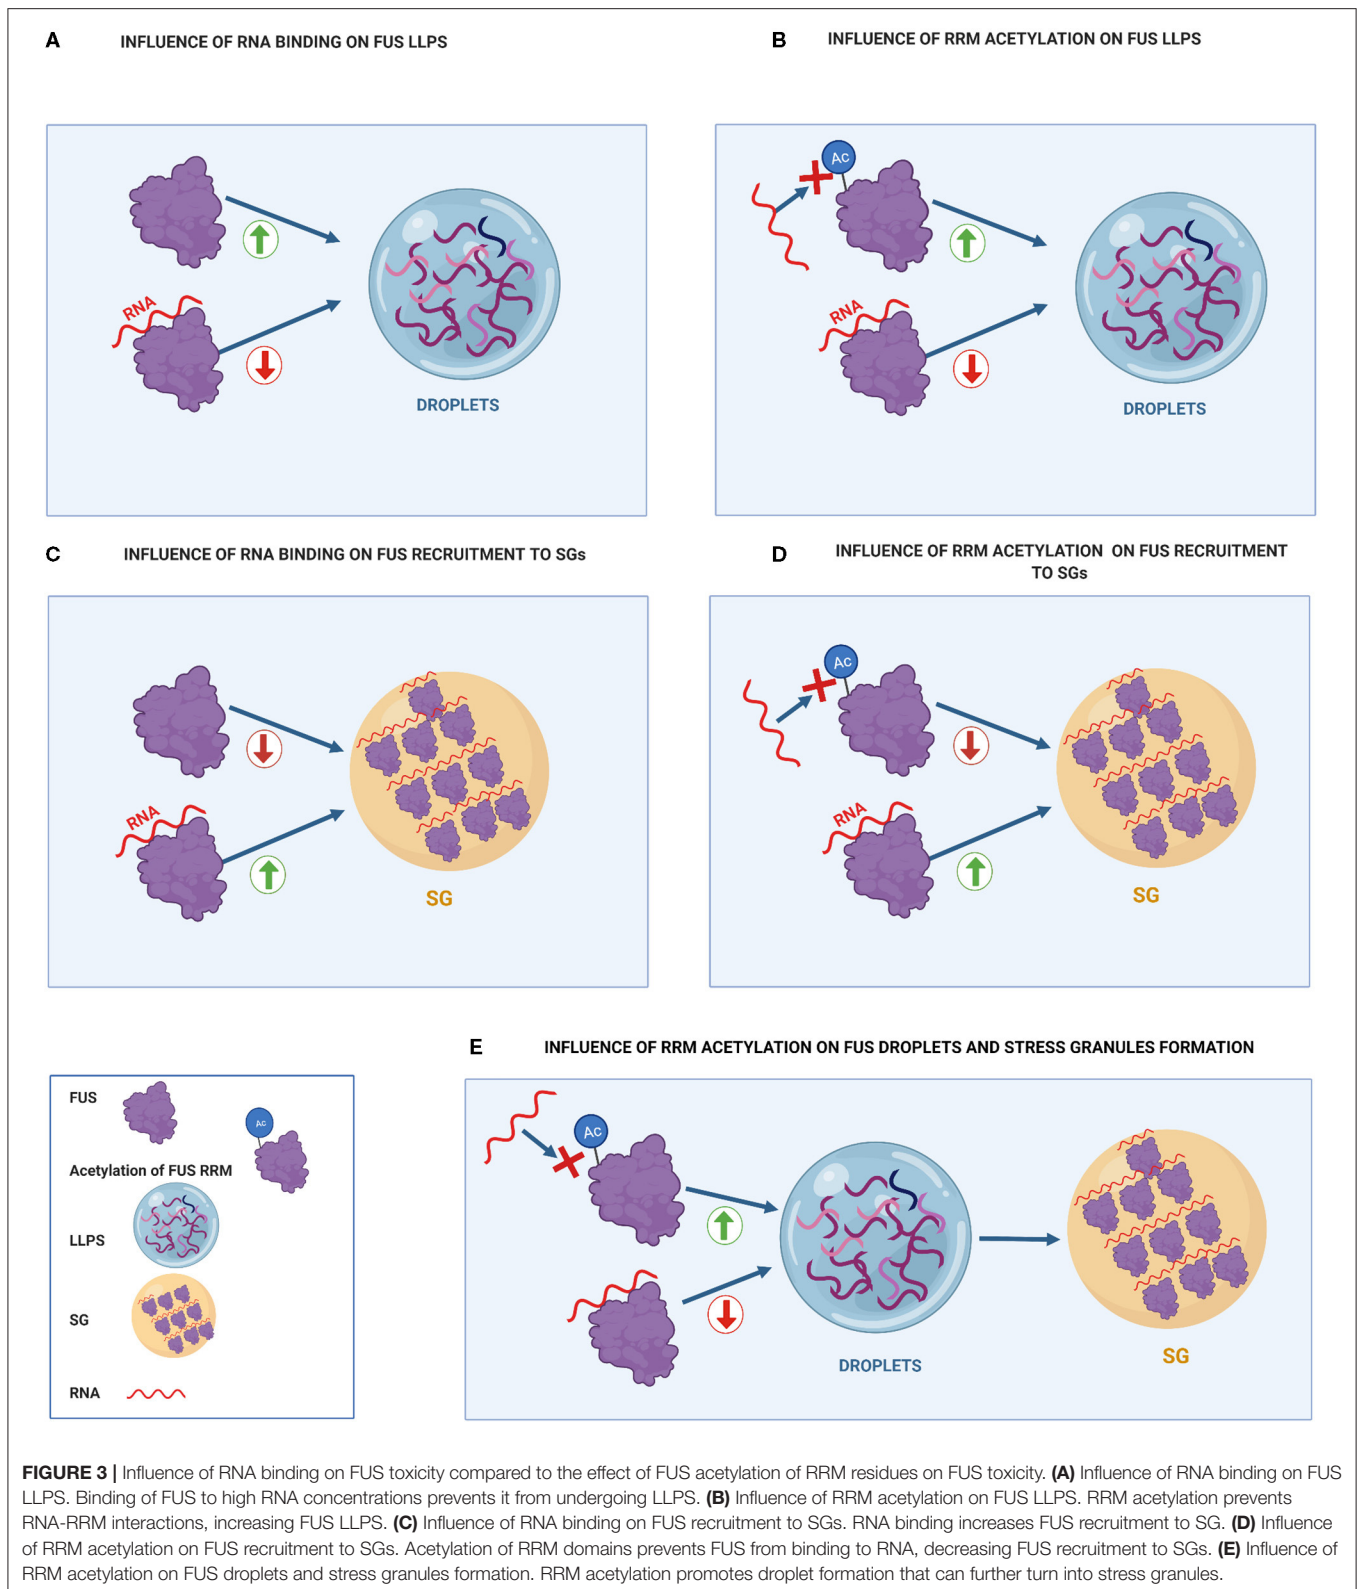 A INFLUENCE OF RNA BINDING ON FUS LLPS
RNA
DROPLETS
B INFLUENCE OF RRM ACETYLATION ON FUS LLPS
Ac
RNA
DROPLETS
C INFLUENCE OF RNA BINDING ON FUS RECRUITMENT TO SGs
RNA
SG
D INFLUENCE OF RRM ACETYLATION ON FUS RECRUITMENT
TO SGs
Ac
RNA
SG
FUS
Ac
Acetylation of FUS RRM
LLPS
SG
RNA
E INFLUENCE OF RRM ACETYLATION ON FUS DROPLETS AND STRESS GRANULES FORMATION
Ac
DROPLETS
SG
FIGURE 3 | Influence of RNA binding on FUS toxicity compared to the effect of FUS acetylation of RRM residues on FUS toxicity. (A) Influence of RNA binding on FUS
LLPS. Binding of FUS to high RNA concentrations prevents it from undergoing LLPS. (B) Influence of RRM acetylation on FUS LLPS. RRM acetylation prevents
RNA-RRM interactions, increasing FUS LLPS. (C) Influence of RNA binding on FUS recruitment to SGs. RNA binding increases FUS recruitment to SG. (D) Influence
of RRM acetylation on FUS recruitment to SGs. Acetylation of RRM domains prevents FUS from binding to RNA, decreasing FUS recruitment to SGs. (E) Influence of
RRM acetylation on FUS droplets and stress granules formation. RRM acetylation promotes droplet formation that can further turn into stress granules.